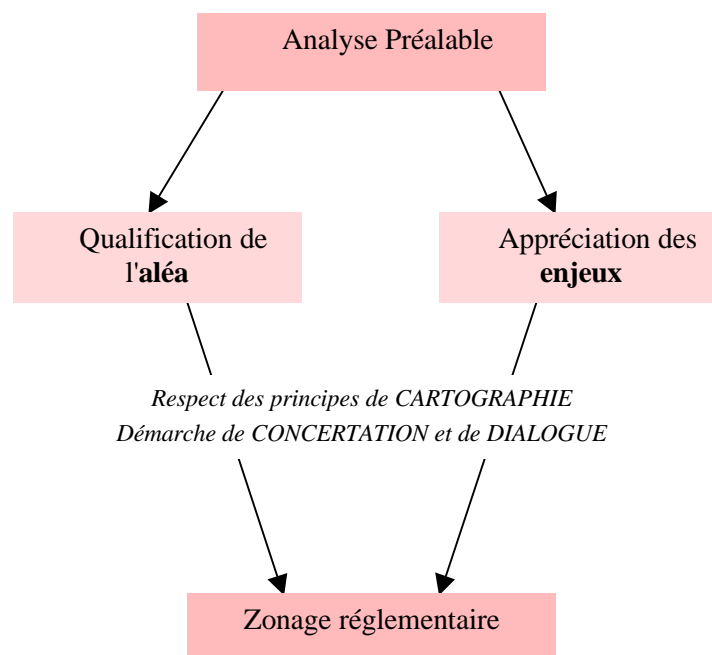 Analyse Préalable
Qualification de
l'aléa
Appréciation des
enjeux
Respect des principes de CARTOGRAPHIE
Démarche de CONCERTATION et de DIALOGUE
Zonage réglementaire